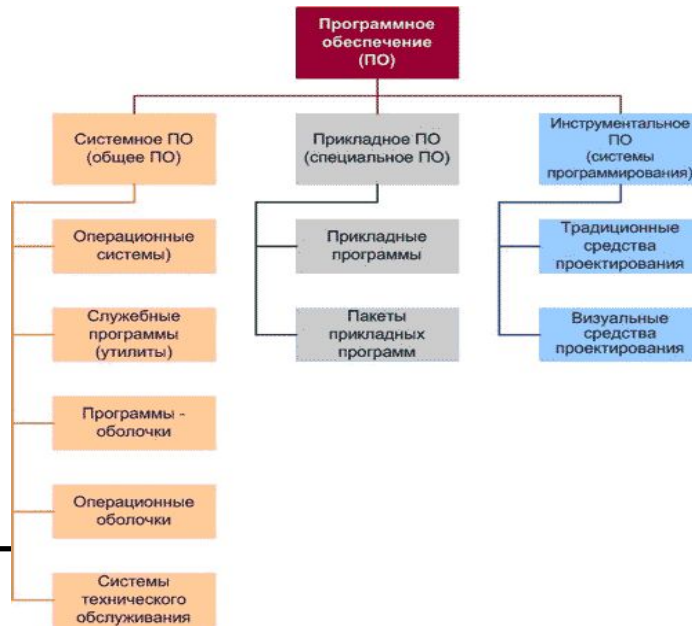 Программное
обеспечение
(ПО)
Системное ПО
(общее ПО)
Прикладное ПО
(специальное ПО)
Инструментальное
ПО
(системы
программирования)
Операционные
системы)
Прикладные
программы
Традиционные
средства
проектирования
Служебные
программы
(утилиты)
Пакеты
прикладных
программ
Визуальные
средства
проектирования
Программы -
оболочки
Операционные
оболочки
Системы
технического
обслуживания